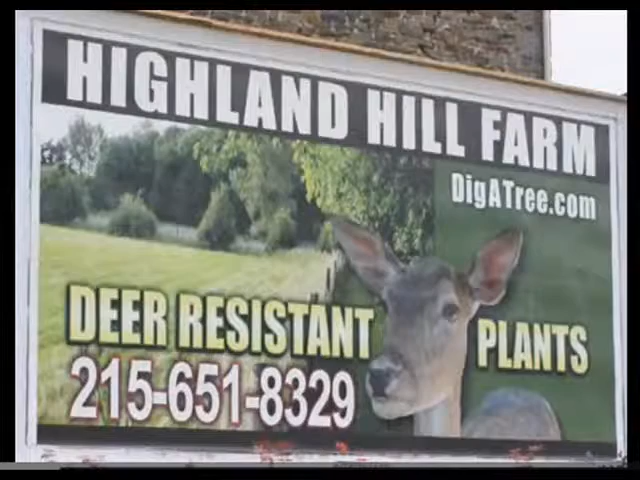 HIGHLAND HILL FARM
DigATree.com
DEER RESISTANT PLANTS
215-651-8329